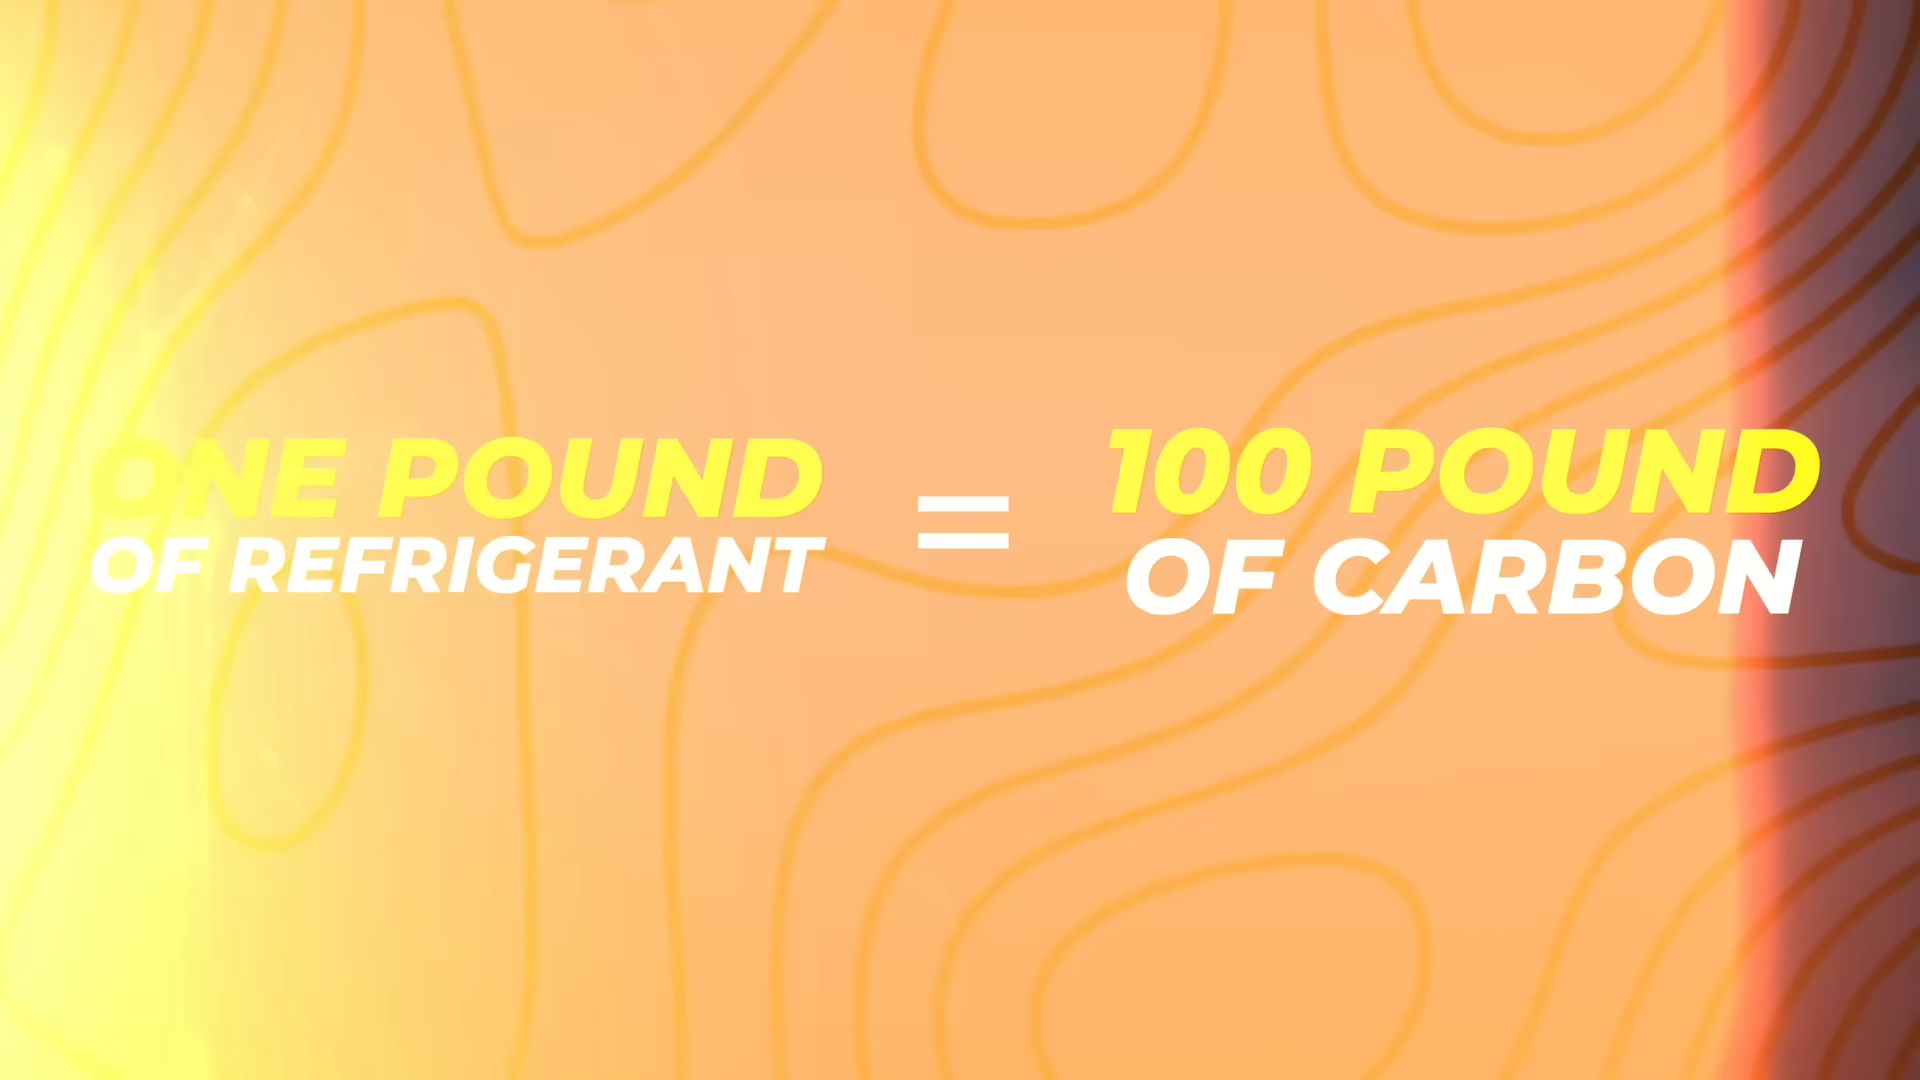 ONE POUND
OF REFRIGERANT
=
100 POUND
OF CARBON